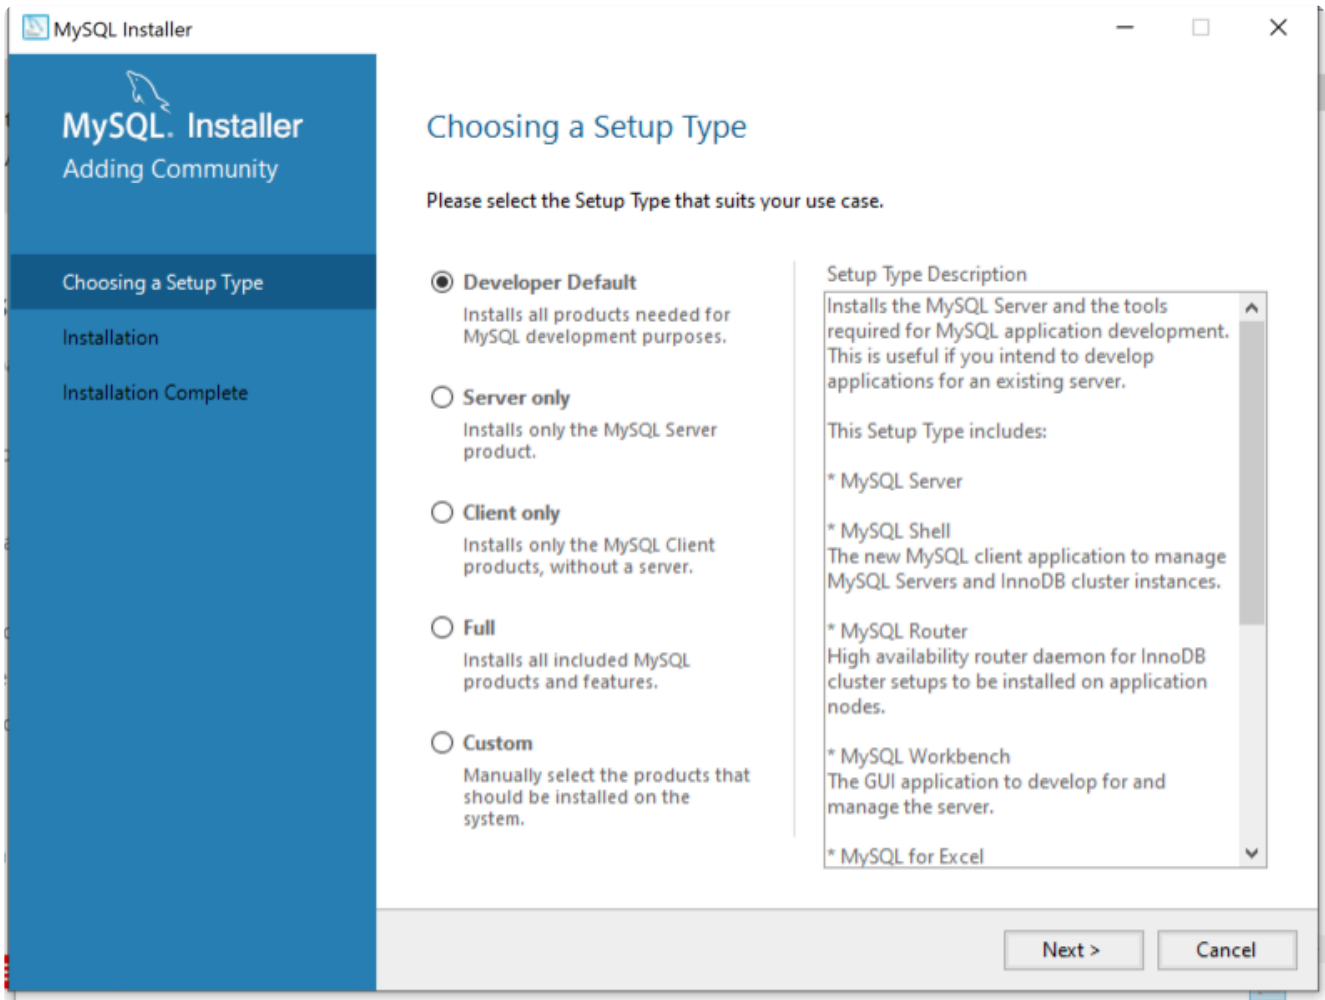 MySQL Installer
MySQL. Installer
Adding Community
Choosing a Setup Type
Installation
Installation Complete
Choosing a Setup Type
Please select the Setup Type that suits your use case.
Developer Default
Installs all products needed for
MySQL development purposes.
Server only
Installs only the MySQL Server
product.
Client only
Installs only the MySQL Client
products, without a server.
Full
Installs all included MySQL
products and features.
Custom
Manually select the products that
should be installed on the
system.
Setup Type Description
Installs the MySQL Server and the tools
required for MySQL application development.
This is useful if you intend to develop
applications for an existing server.
This Setup Type includes:
* MySQL Server
* MySQL Shell
The new MySQL client application to manage
MySQL Servers and InnoDB cluster instances.
* MySQL Router
High availability router daemon for InnoDB
cluster setups to be installed on application
nodes.
* MySQL Workbench
The GUI application to develop for and
manage the server.
* MySQL for Excel
Next >
Cancel